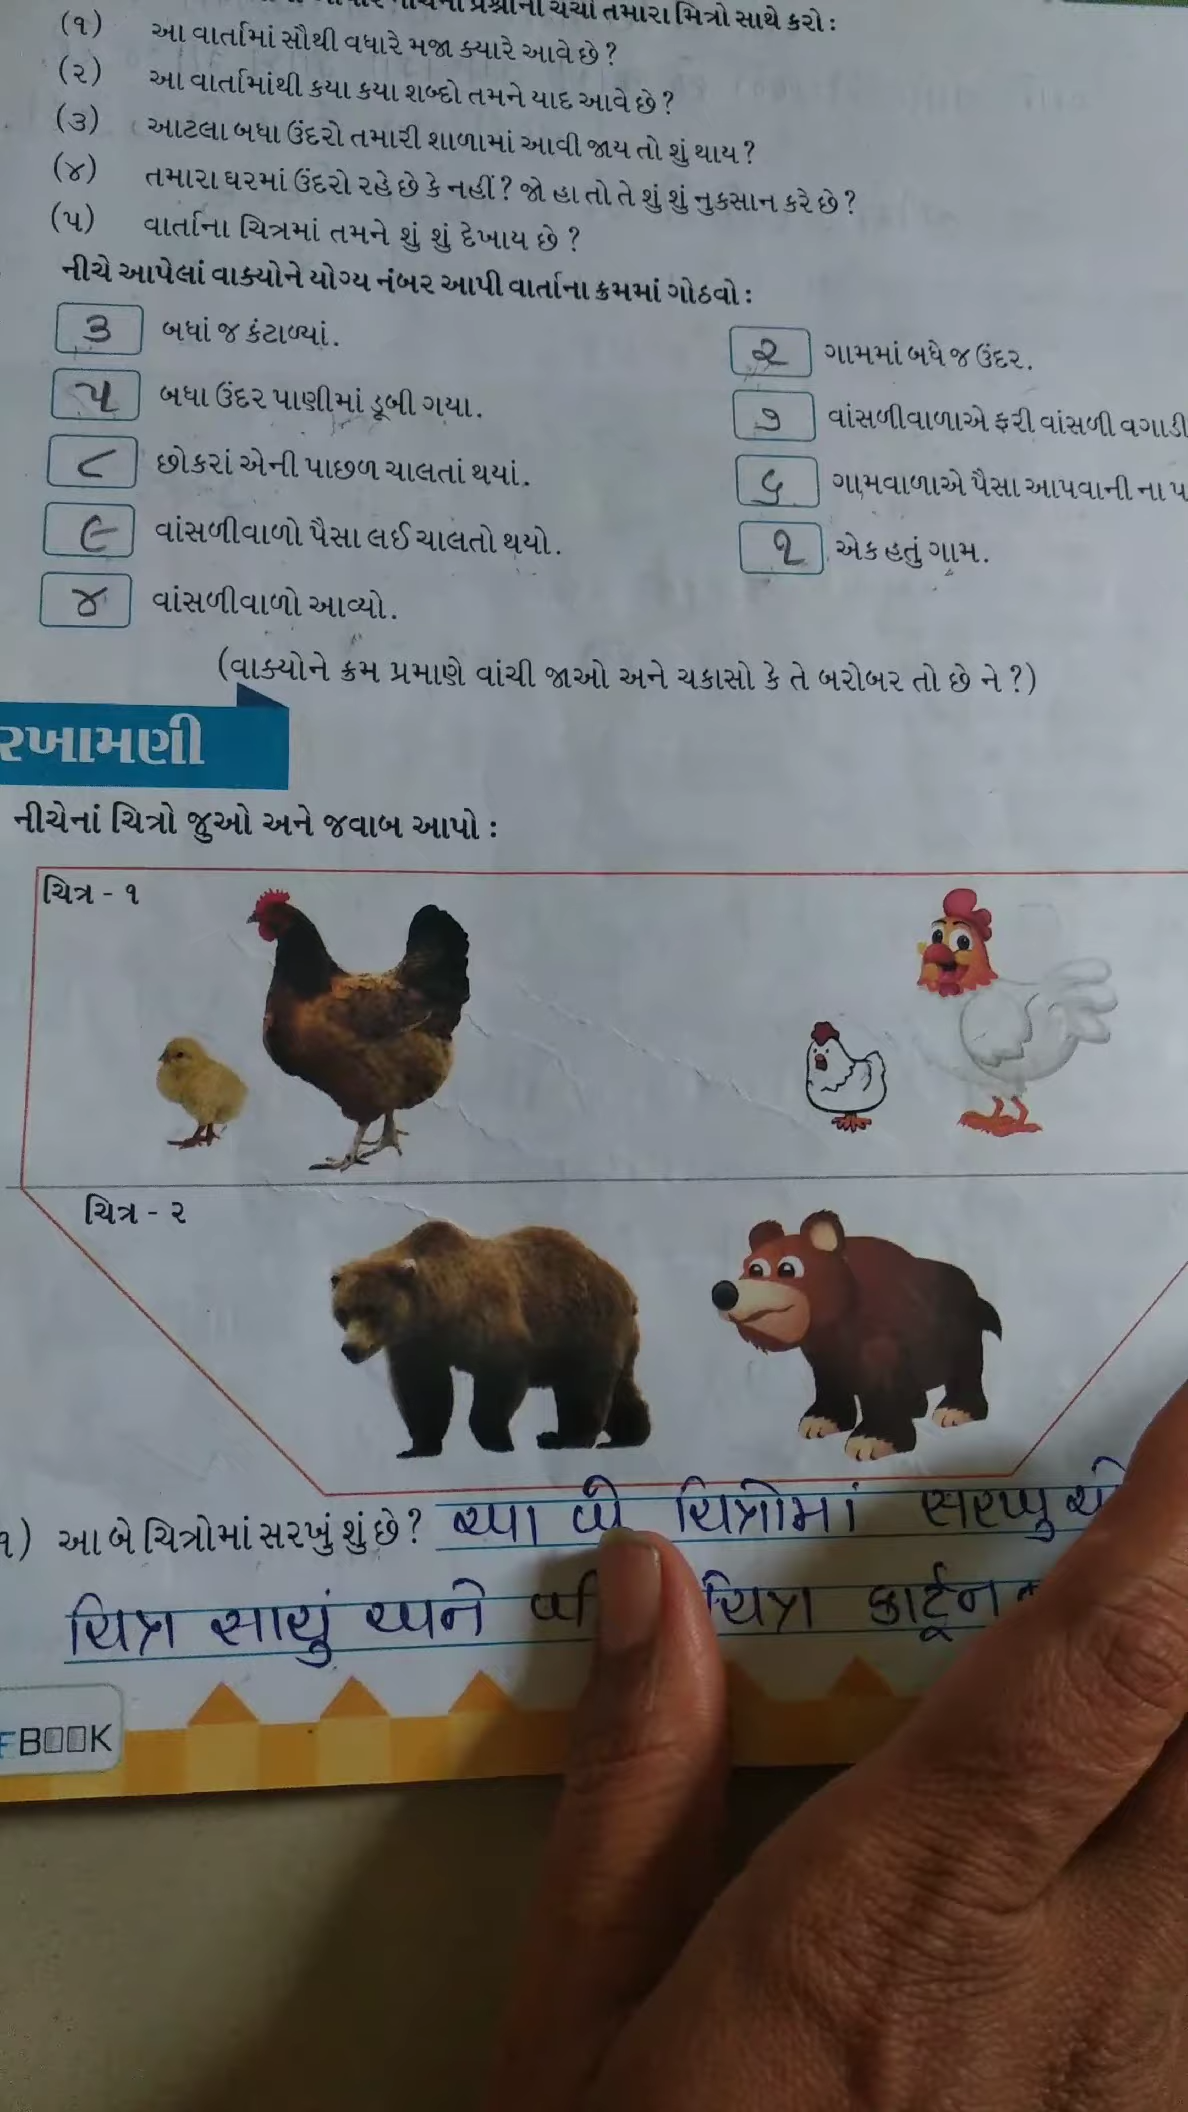 પ્રશ્નોની ચર્ચા તમારા મિત્રો સાથે કરો :
(૧) આ વાર્તામાં સૌથી વધારે મજા ક્યારે આવે છે ?
(૨) આ વાર્તામાંથી કયા કયા શબ્દો તમને યાદ આવે છે ?
(૩) આટલા બધા ઉંદરો તમારી શાળામાં આવી જાય તો શું થાય ?
(૪) તમારા ઘરમાં ઉંદરો રહે છે કે નહીં ? જો હા તો તે શું શું નુકસાન કરે છે ?
(૫) વાર્તાના ચિત્રમાં તમને શું શું દેખાય છે ?
નીચે આપેલાં વાક્યોને યોગ્ય નંબર આપી વાર્તાના ક્રમમાં ગોઠવો :
૩ બધાં જ કંટાળ્યાં.
૨ ગામમાં બધે જ ઉંદર.
૫ બધા ઉંદર પાણીમાં ડૂબી ગયા.
૭ વાંસળીવાળાએ ફરી વાંસળી વગાડી
૮ છોકરાં એની પાછળ ચાલતાં થયાં.
૬ ગામવાળાએ પૈસા આપવાની ના પ
૯ વાંસળીવાળો પૈસા લઈ ચાલતો થયો.
૧ એક હતું ગામ.
૪ વાંસળીવાળો આવ્યો.
(વાક્યોને ક્રમ પ્રમાણે વાંચી જાઓ અને ચકાસો કે તે બરોબર તો છે ને ?)
રખામણી
નીચેનાં ચિત્રો જુઓ અને જવાબ આપો :
ચિત્ર - ૧
ચિત્ર - ૨
૧) આ બે ચિત્રોમાં સરખું શું છે ? આ બે ચિત્રોમાં સરખુ
ચિત્ર સાચું અને ચિત્ર કાર્ટૂન
BOOK